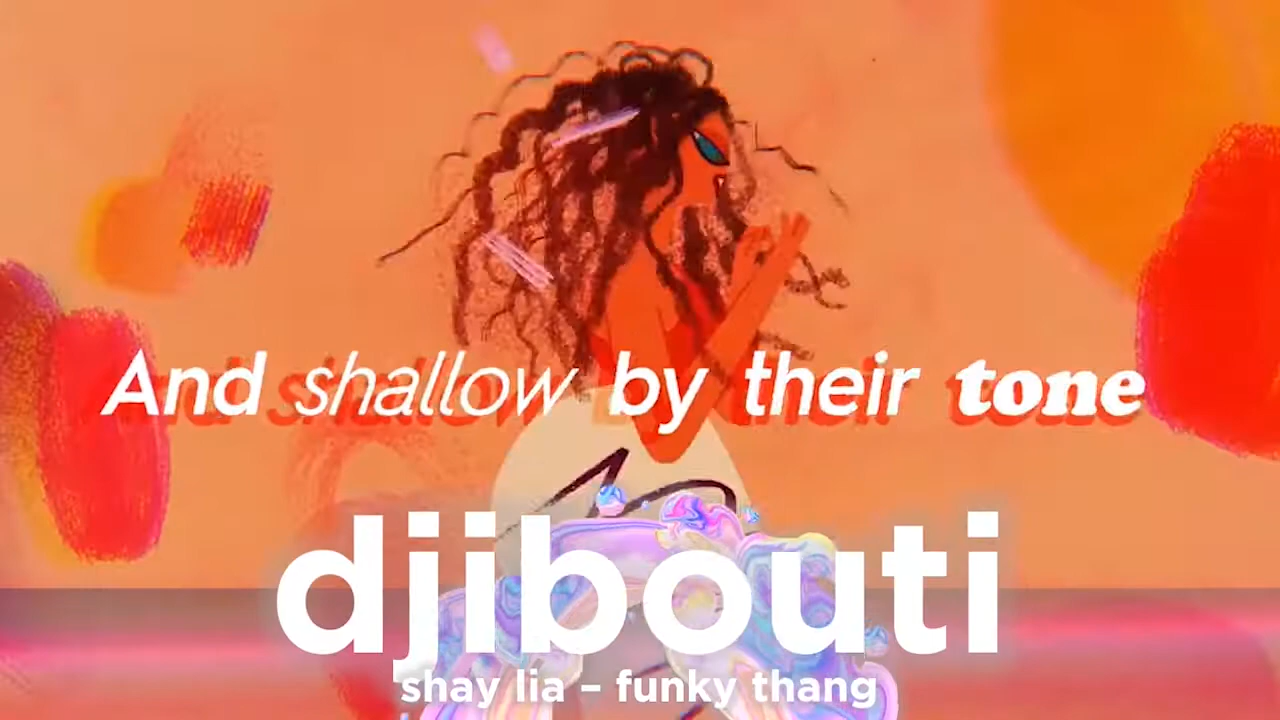 And shallow by their tone
djibouti
shay lia – funky thang